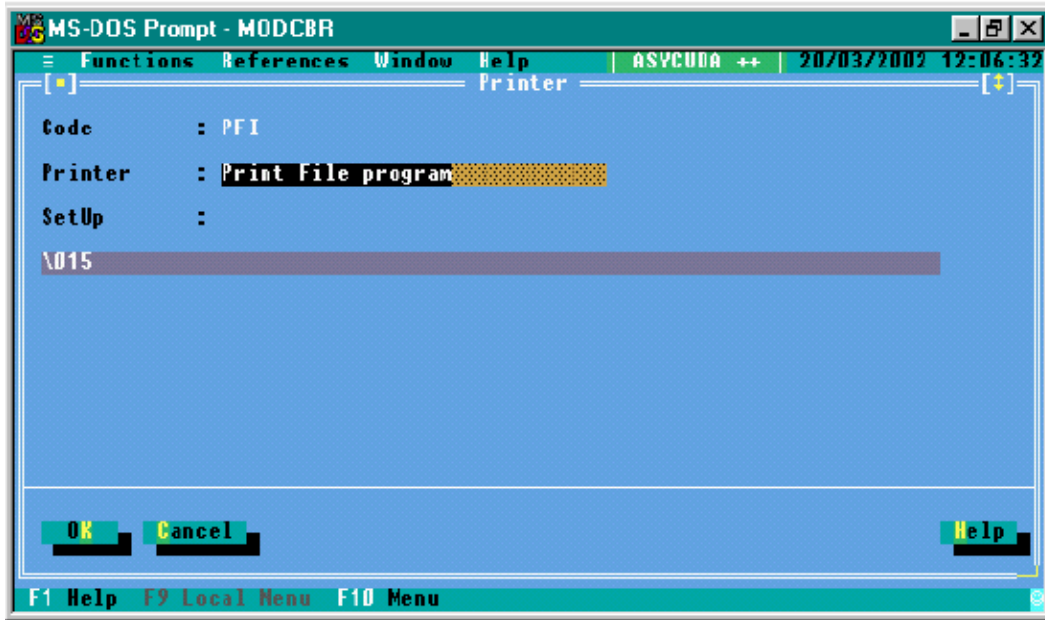 MS-DOS Prompt - MODCBR
≡ Functions References Window Help | ASYCUDA ++ | 20/03/2002 12:06:32
[▪] Printer [↕]
Code : PFI
Printer : Print File program
SetUp :
\015
OK Cancel Help
F1 Help F9 Local Menu F10 Menu